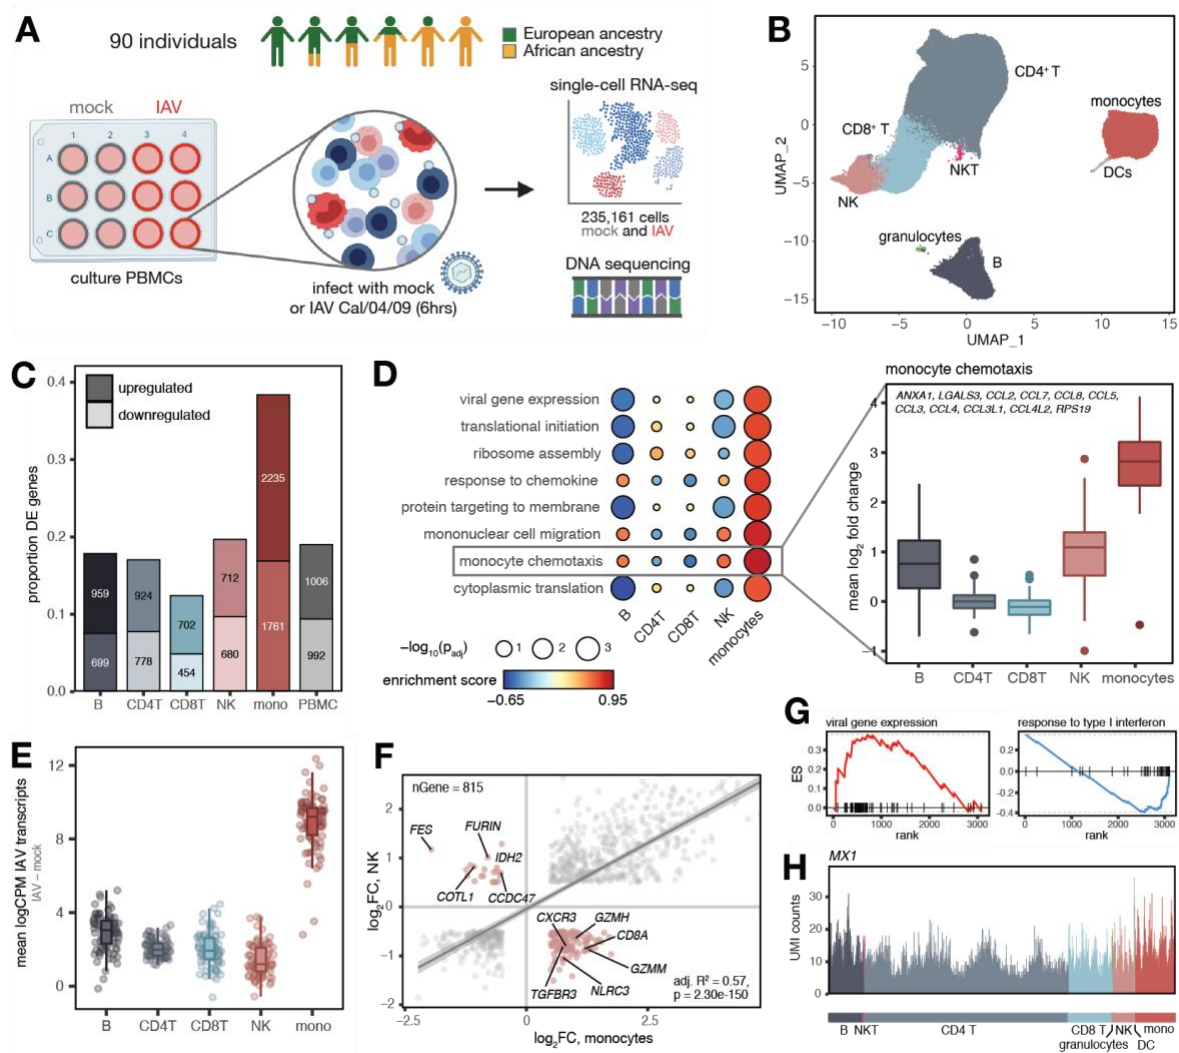 A
90 individuals
European ancestry
African ancestry
mock IAV
1 2 3 4
A
B
C
culture PBMCs
infect with mock
or IAV Cal/04/09 (6hrs)
single-cell RNA-seq
235,161 cells
mock and IAV
DNA sequencing
B
UMAP_2
5
0
−5
−10
−15
CD4⁺ T
CD8⁺ T
NKT
NK
monocytes
DCs
granulocytes
B
−10 −5 0 5 10 15
UMAP_1
C
proportion DE genes
0.4
0.3
0.2
0.1
0.0
upregulated
downregulated
959 924 702 712 2235 1006
699 778 454 680 1761 992
B CD4T CD8T NK mono PBMC
D
viral gene expression
translational initiation
ribosome assembly
response to chemokine
protein targeting to membrane
mononuclear cell migration
monocyte chemotaxis
cytoplasmic translation
B CD4T CD8T NK monocytes
−log₁₀(p_adj) 1 2 3
enrichment score
−0.65 0.95
monocyte chemotaxis
ANXA1, LGALS3, CCL2, CCL7, CCL8, CCL5,
CCL3, CCL4, CCL3L1, CCL4L2, RPS19
mean log₂ fold change
4
3
2
1
0
−1
B CD4T CD8T NK monocytes
E
mean logCPM IAV transcripts
IAV – mock
12
8
4
0
B CD4T CD8T NK mono
F
nGene = 815
log₂FC, NK
2
1
0
−1
−2
FES
FURIN
IDH2
COTL1
CCDC47
CXCR3
GZMH
CD8A
GZMM
NLRC3
TGFBR3
adj. R² = 0.57,
p = 2.30e-150
−2.5 0 2.5
log₂FC, monocytes
G
viral gene expression
ES
0.3
0.2
0.1
0.0
0 1000 2000 3000
rank
response to type I interferon
0.2
0.0
−0.2
−0.4
0 1000 2000 3000
rank
H
MX1
UMI counts
30
20
10
0
B NKT CD4 T CD8 T NK mono
granulocytes DC